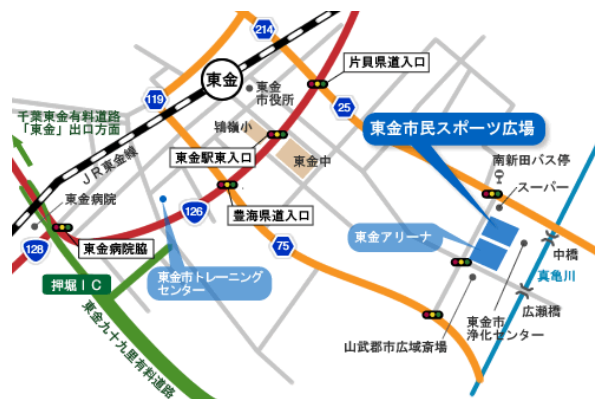 214
片貝県道入口
東金
東金
市役所
119
25
千葉東金有料道路
「東金」出口方面
鴇嶺小
東金市民スポーツ広場
JR東金線
東金駅東入口
東金中
南新田バス停
スーパー
東金病院
126
豊海県道入口
128
東金病院脇
75
東金アリーナ
中橋
真亀川
押堀IC
東金市トレーニング
センター
東金九十九里有料道路
山武郡市広域斎場
東金市
浄化センター
広瀬橋